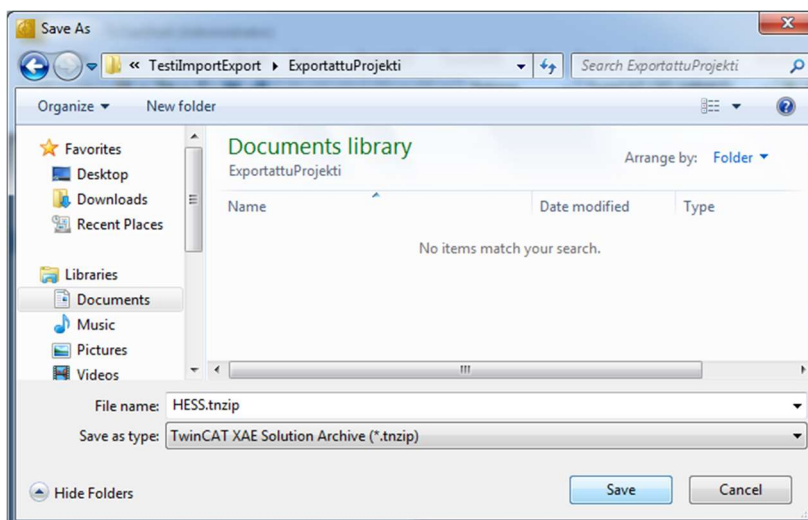 Save As
« TestiImportExport ▸ ExportattuProjekti
Search ExportattuProjekti
Organize ▾ New folder
Favorites
Desktop
Downloads
Recent Places
Libraries
Documents
Music
Pictures
Videos
Documents library
ExportattuProjekti
Arrange by: Folder ▾
Name Date modified Type
No items match your search.
File name: HESS.tnzip
Save as type: TwinCAT XAE Solution Archive (*.tnzip)
Hide Folders
Save
Cancel